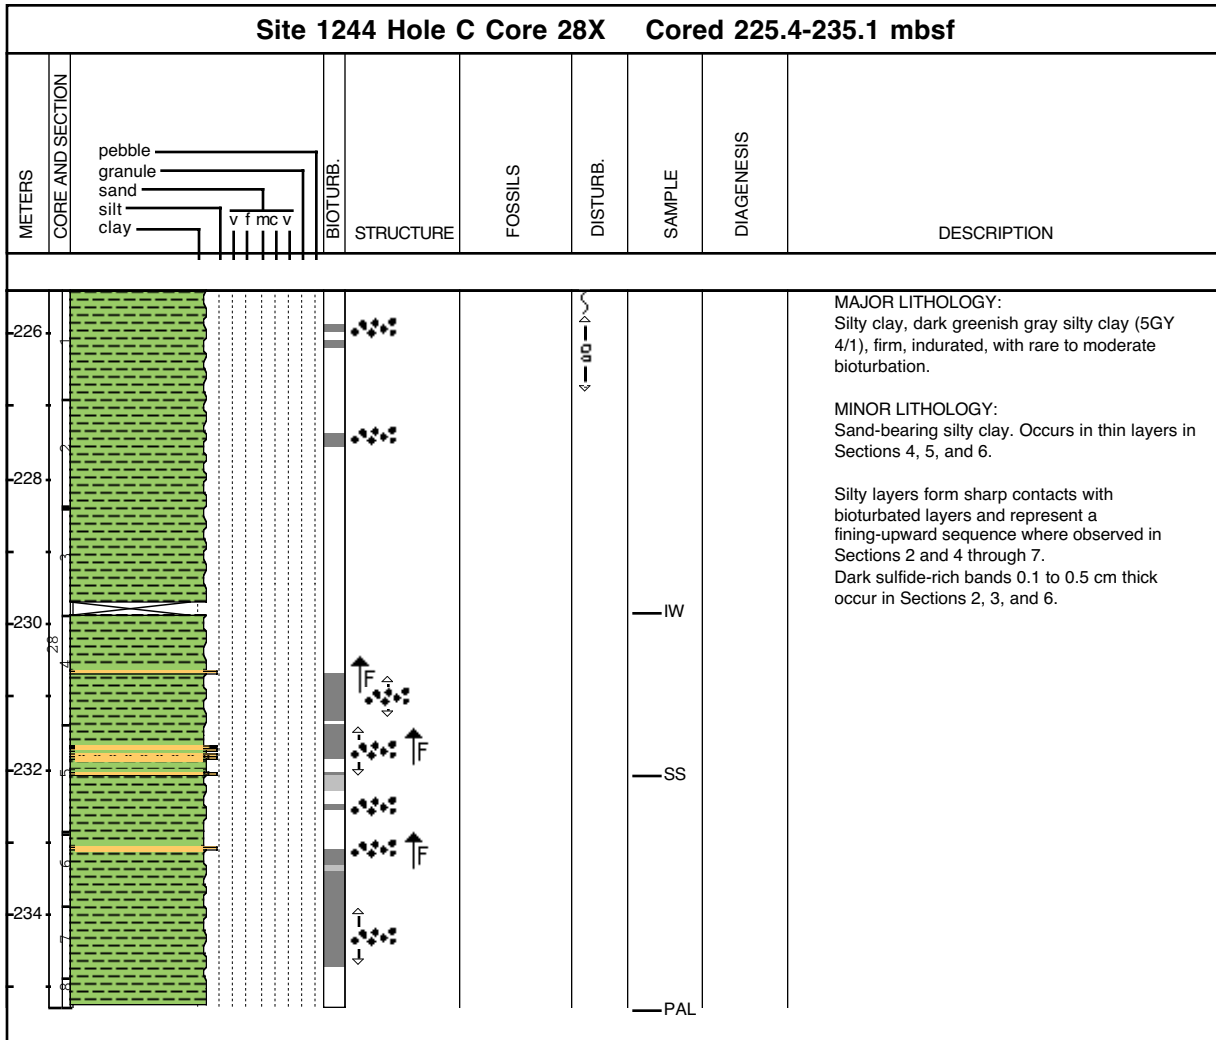 Site 1244 Hole C Core 28X Cored 225.4-235.1 mbsf
METERS
CORE AND SECTION
pebble
granule
sand
silt
clay
v f mc v
BIOTURB.
STRUCTURE
FOSSILS
DISTURB.
SAMPLE
DIAGENESIS
DESCRIPTION
226
228
230
232
234
28
1
2
3
4
5
6
7
8
F
F
F
IW
SS
PAL
MAJOR LITHOLOGY:
Silty clay, dark greenish gray silty clay (5GY
4/1), firm, indurated, with rare to moderate
bioturbation.
MINOR LITHOLOGY:
Sand-bearing silty clay. Occurs in thin layers in
Sections 4, 5, and 6.
Silty layers form sharp contacts with
bioturbated layers and represent a
fining-upward sequence where observed in
Sections 2 and 4 through 7.
Dark sulfide-rich bands 0.1 to 0.5 cm thick
occur in Sections 2, 3, and 6.